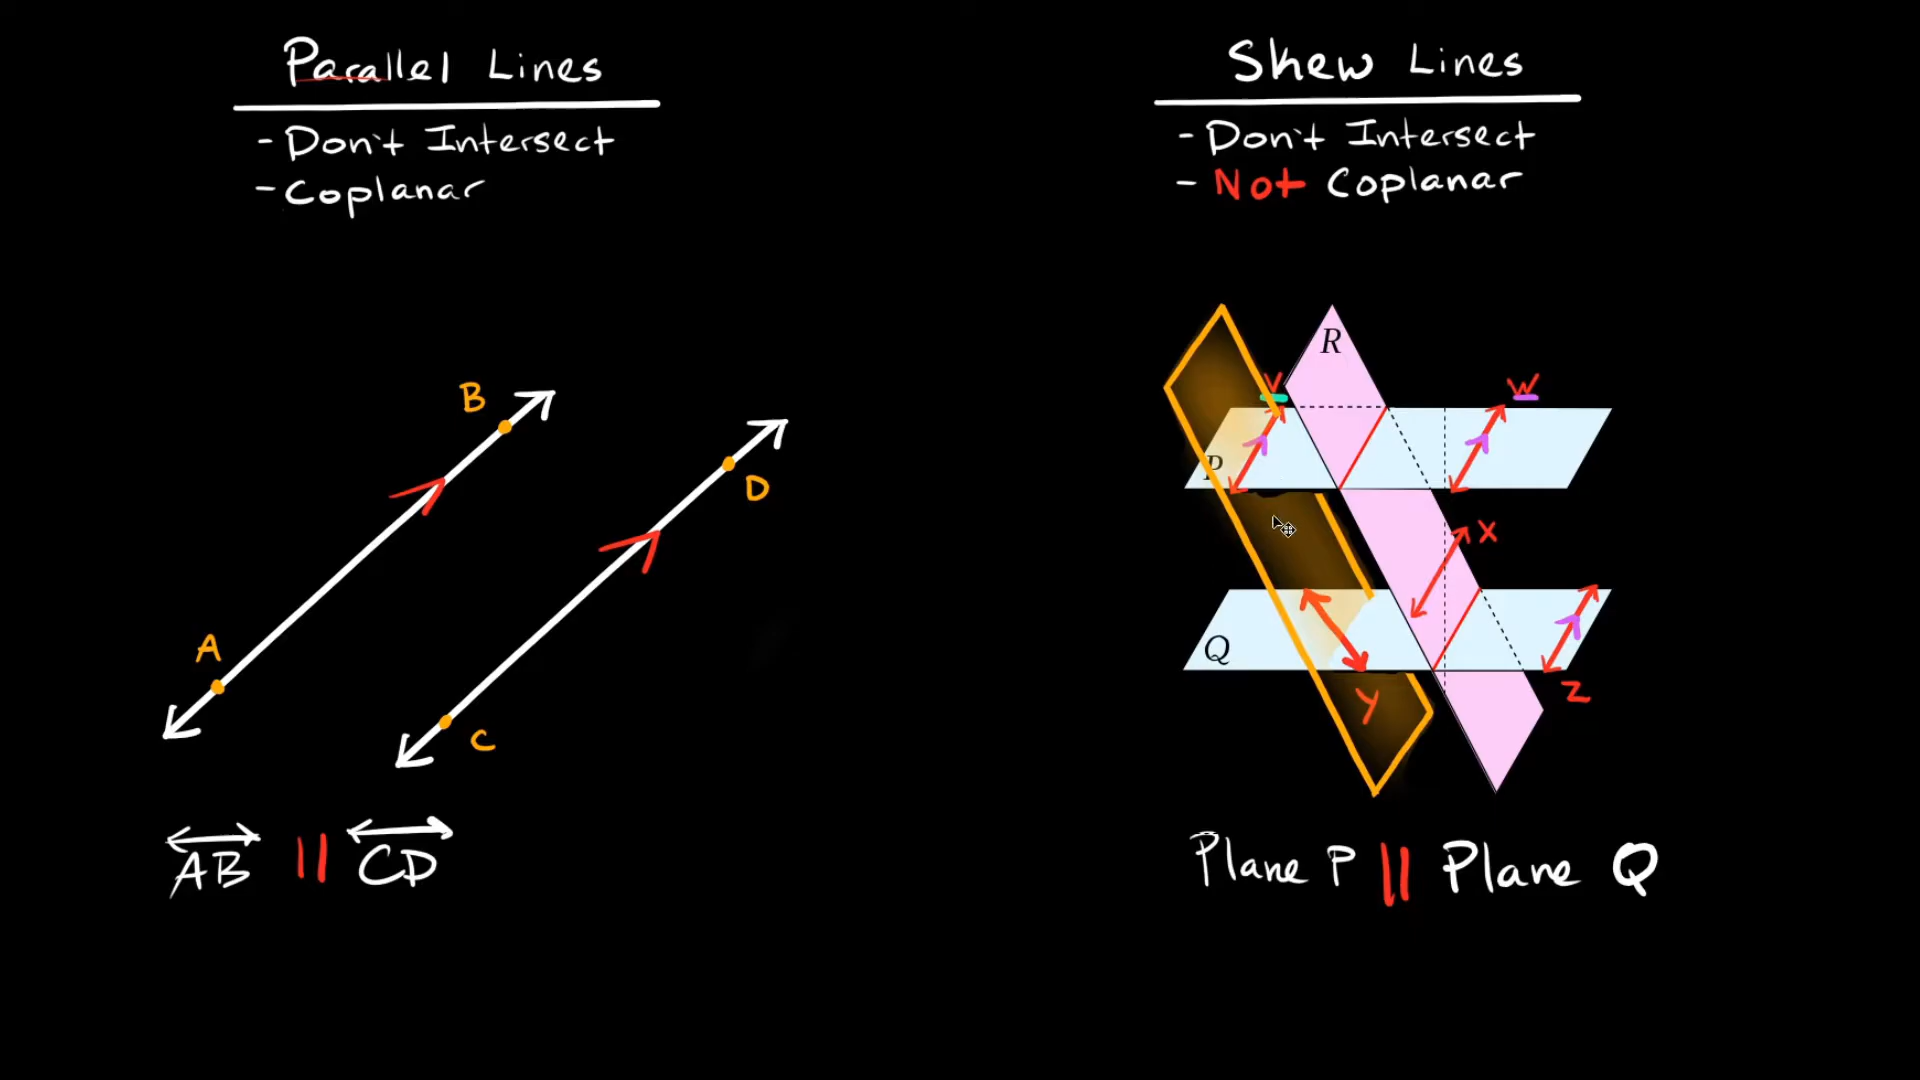 Parallel Lines
- Don't Intersect
- Coplanar
B
D
A
C
AB || CD
Skew Lines
- Don't Intersect
- Not Coplanar
R
V
W
P
X
Q
Y
Z
Plane P || Plane Q